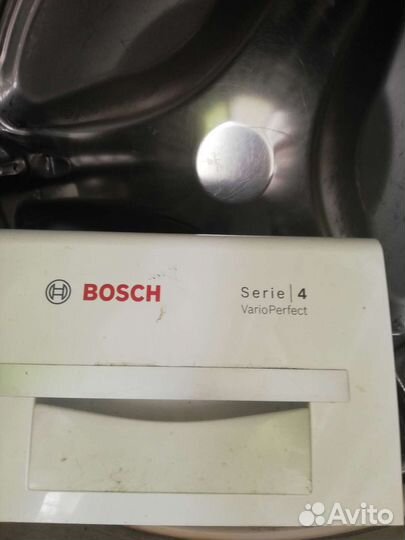 BOSCH Serie | 4
VarioPerfect
Avito